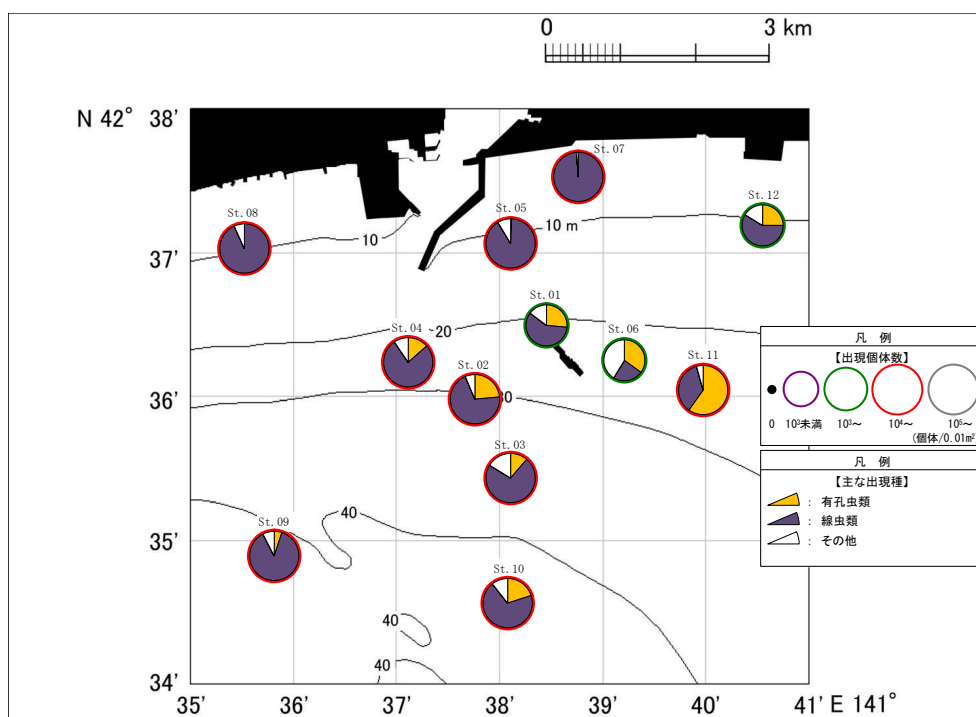 0
3 km
N 42°
38'
37'
36'
35'
34'
St.07
St.12
St.05
St.08
10 m
10
St.01
St.04
20
St.06
St.02
St.11
30
St.03
40
St.09
St.10
40
40
35'
36'
37'
38'
39'
40'
41'
E 141°
凡 例
【出現個体数】
0
10³未満
10³～
10⁴～
10⁵～
(個体/0.01m²)
凡 例
【主な出現種】
: 有孔虫類
: 線虫類
: その他